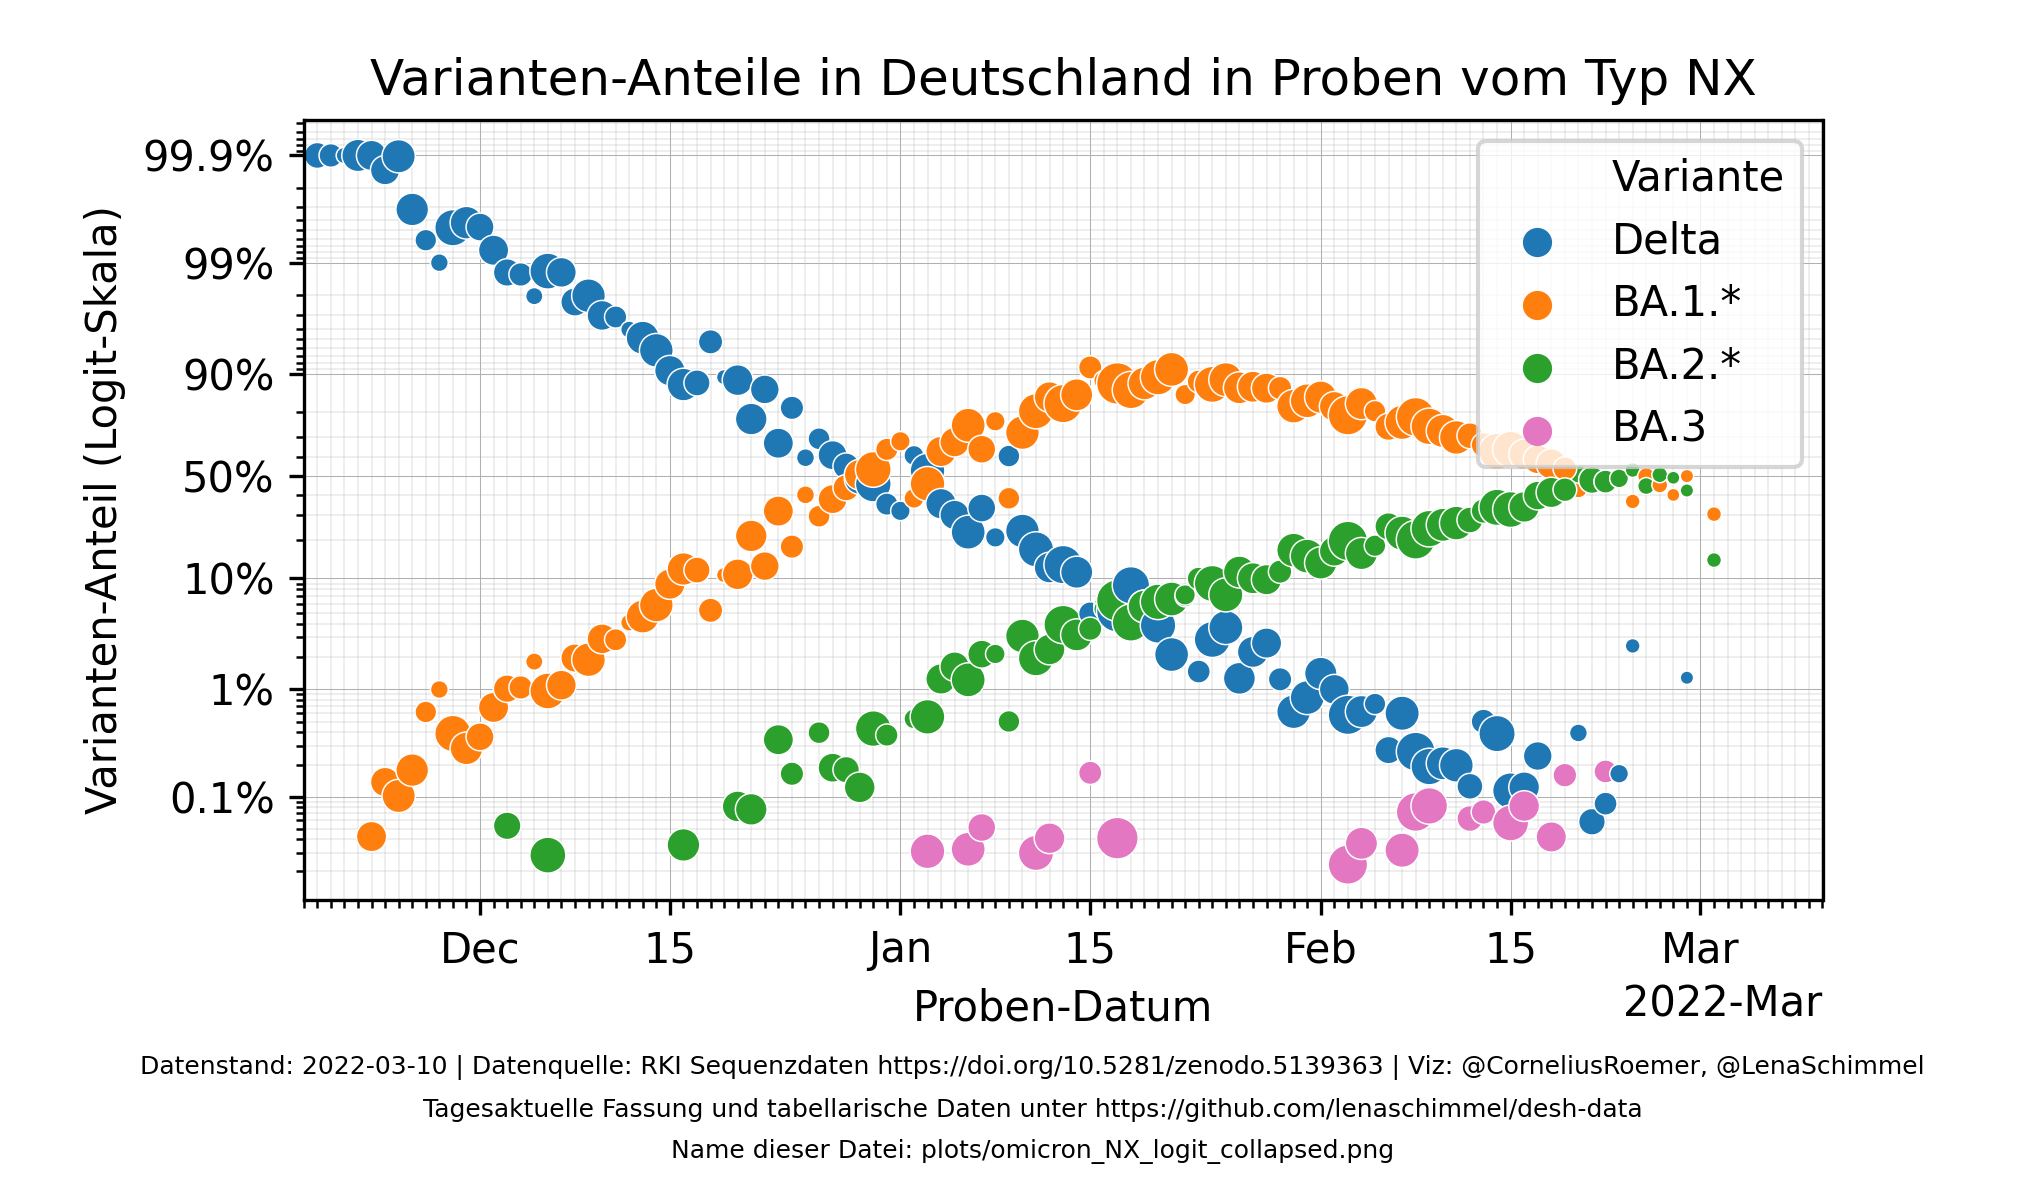 Varianten-Anteile in Deutschland in Proben vom Typ NX
Varianten-Anteil (Logit-Skala)
99.9%
99%
90%
50%
10%
1%
0.1%
Variante
Delta
BA.1.*
BA.2.*
BA.3
Dec 15 Jan 15 Feb 15 Mar
Proben-Datum
2022-Mar
Datenstand: 2022-03-10 | Datenquelle: RKI Sequenzdaten https://doi.org/10.5281/zenodo.5139363 | Viz: @CorneliusRoemer, @LenaSchimmel
Tagesaktuelle Fassung und tabellarische Daten unter https://github.com/lenaschimmel/desh-data
Name dieser Datei: plots/omicron_NX_logit_collapsed.png